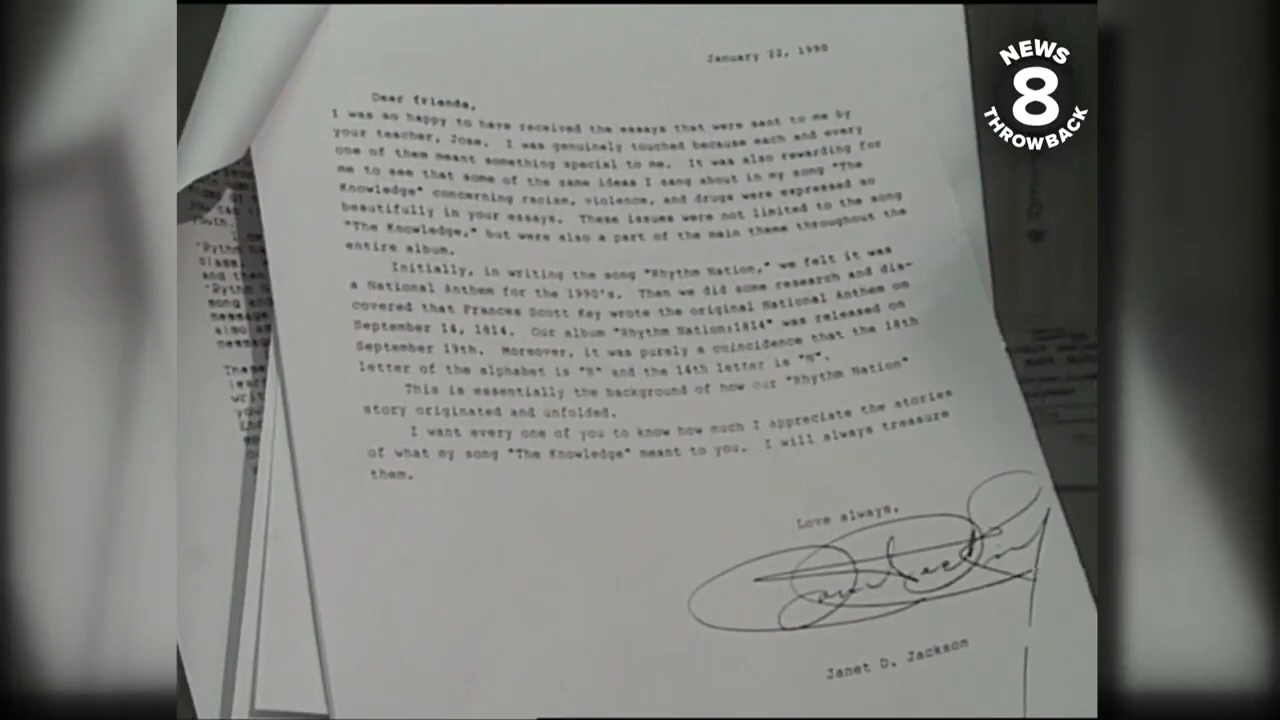 NEWS
8
THROWBACK
January 22, 1990
Dear friends,
I was so happy to have received the essays that were sent to me by
your teacher, Jose. I was genuinely touched because each and every
one of them meant something special to me. It was also rewarding for
me to see that some of the same ideas I sang about in my song "The
Knowledge" concerning racism, violence, and drugs were expressed so
beautifully in your essays. These issues were not limited to the song
"The Knowledge," but were also a part of the main theme throughout the
entire album.
Initially, in writing the song "Rhythm Nation," we felt it was
a National Anthem for the 1990's. Then we did some research and dis-
covered that Frances Scott Key wrote the original National Anthem on
September 14, 1814. Our album "Rhythm Nation:1814" was released on
September 19th. Moreover, it was purely a coincidence that the 18th
letter of the alphabet is "R" and the 14th letter is "N".
This is essentially the background of how our "Rhythm Nation"
story originated and unfolded.
I want every one of you to know how much I appreciate the stories
of what my song "The Knowledge" meant to you. I will always treasure
them.
Love always,
Janet D. Jackson